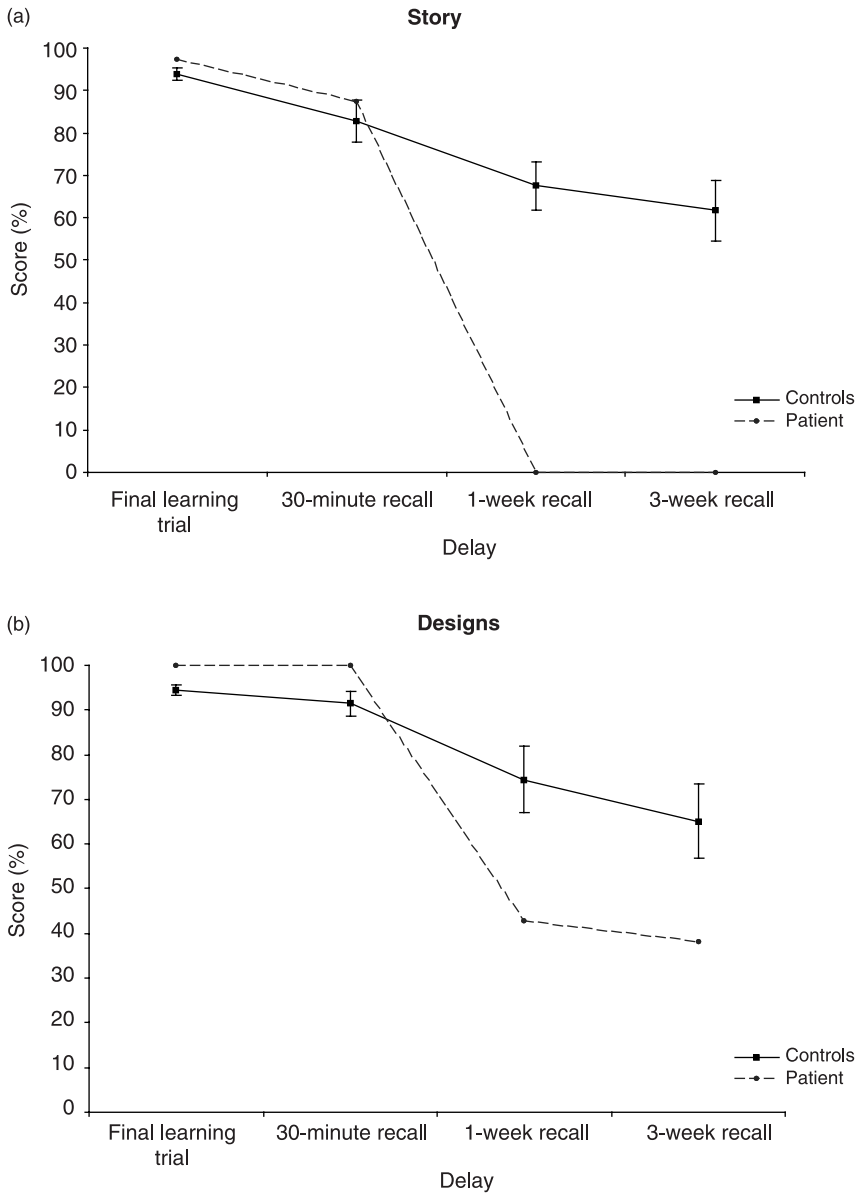 (a)
Story
100
90
80
70
60
50
40
30
20
10
0
Score (%)
Controls
Patient
Final learning
trial
30-minute recall
1-week recall
3-week recall
Delay
(b)
Designs
100
90
80
70
60
50
40
30
20
10
0
Score (%)
Controls
Patient
Final learning
trial
30-minute recall
1-week recall
3-week recall
Delay